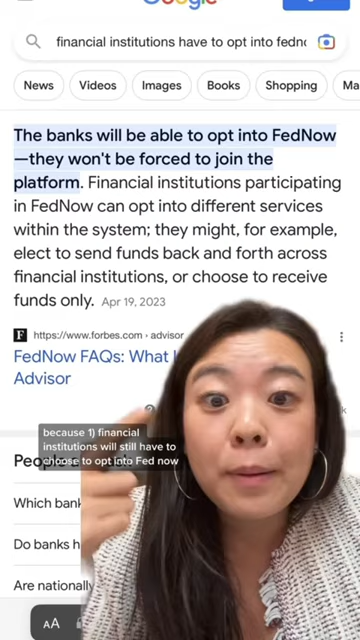 Google
financial institutions have to opt into fedno
News
Videos
Images
Books
Shopping
The banks will be able to opt into FedNow
—they won't be forced to join the
platform. Financial institutions participating
in FedNow can opt into different services
within the system; they might, for example,
elect to send funds back and forth across
financial institutions, or choose to receive
funds only. Apr 19, 2023
F https://www.forbes.com › advisor
FedNow FAQs: What
Advisor
because 1) financial
institutions will still have to
choose to opt into Fed now
Which bank
Do banks h
Are nationally
AA